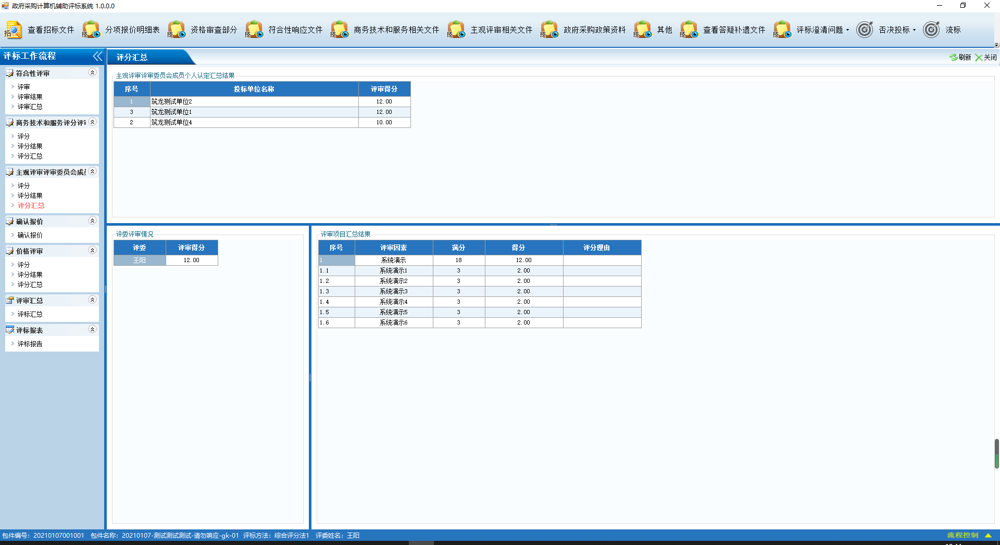 政府采购计算机辅助评标系统 1.0.0.0
查看招标文件 分项报价明细表 资格审查部分 符合性响应文件 商务技术和服务相关文件 主观评审相关文件 政府采购政策资料 其他 查看答疑补遗文件 评标澄清问题 否决投标 流标
评标工作流程
符合性评审
评审
评审结果
评审汇总
商务技术和服务评分评
评分
评分结果
评分汇总
主观评审评审委员会成
评分
评分结果
评分汇总
确认报价
确认报价
价格评审
评分
评分结果
评分汇总
评审汇总
评标汇总
评标报表
评标报告
评分汇总
刷新 关闭
主观评审评审委员会成员个人认定汇总结果
序号 投标单位名称 评审得分
1 筑龙测试单位2 12.00
3 筑龙测试单位1 12.00
2 筑龙测试单位4 10.00
评委评审情况
评委 评审得分
王阳 12.00
评审项目汇总结果
序号 评审因素 满分 得分 评分理由
1 系统演示 18 12.00
1.1 系统演示1 3 2.00
1.2 系统演示2 3 2.00
1.3 系统演示3 3 2.00
1.4 系统演示4 3 2.00
1.5 系统演示5 3 2.00
1.6 系统演示6 3 2.00
包件编号: 20210107001001 包件名称: 20210107-测试测试测试-请勿响应-gk-01 评标方法: 综合评分法1 评委姓名: 王阳
流程控制